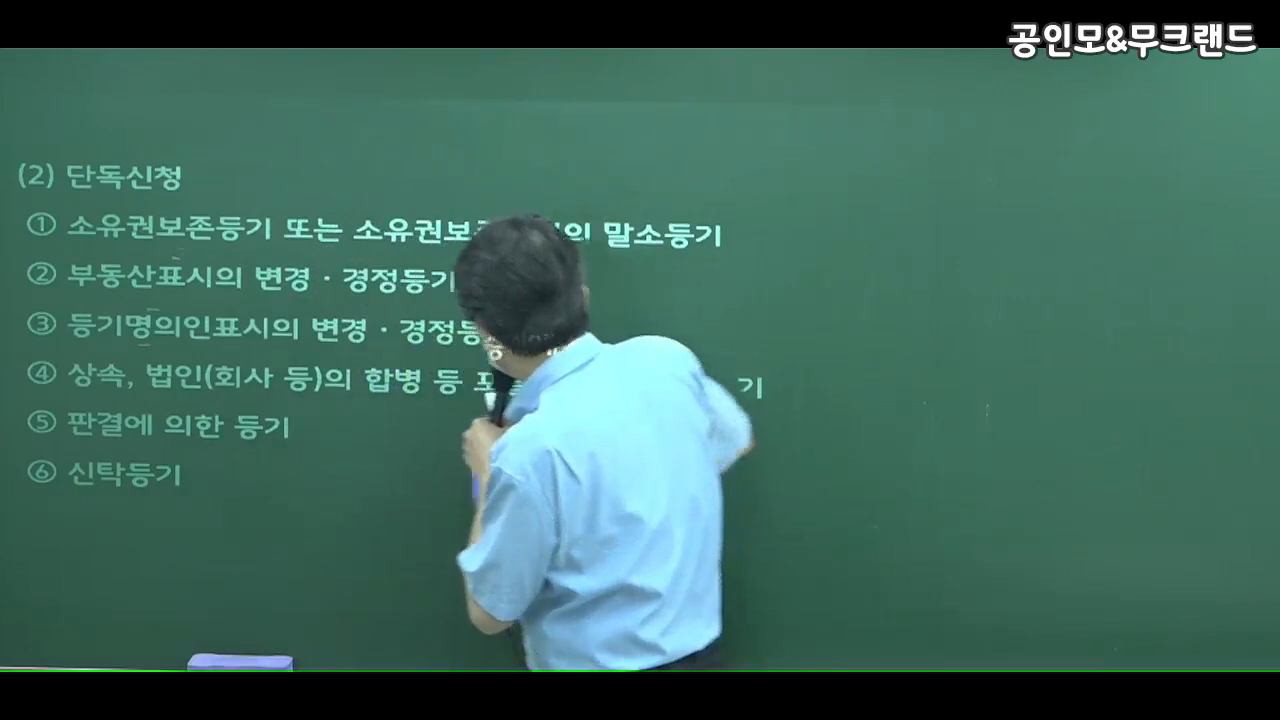 공인모&무크랜드
(2) 단독신청
① 소유권보존등기 또는 소유권보 의 말소등기
② 부동산표시의 변경 · 경정등기
③ 등기명의인표시의 변경 · 경정등
④ 상속, 법인(회사 등)의 합병 등 기
⑤ 판결에 의한 등기
⑥ 신탁등기